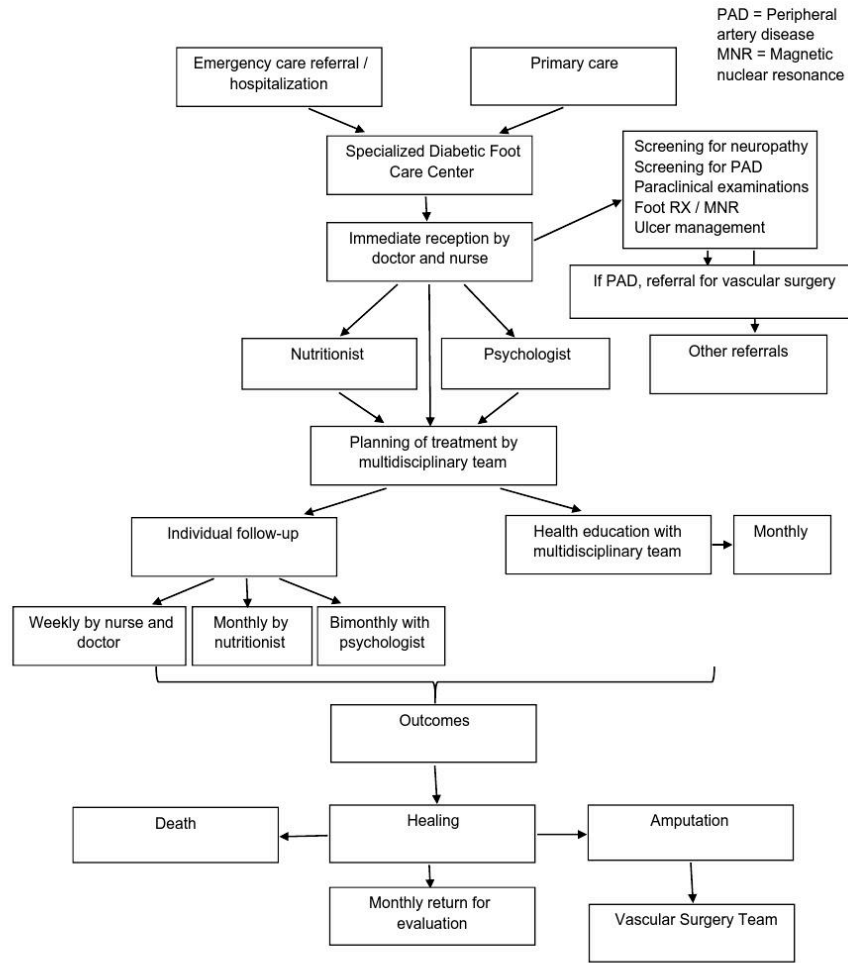 PAD = Peripheral
artery disease
MNR = Magnetic
nuclear resonance
Emergency care referral /
hospitalization
Primary care
Specialized Diabetic Foot
Care Center
Screening for neuropathy
Screening for PAD
Paraclinical examinations
Foot RX / MNR
Ulcer management
Immediate reception by
doctor and nurse
If PAD, referral for vascular surgery
Nutritionist
Psychologist
Other referrals
Planning of treatment by
multidisciplinary team
Individual follow-up
Health education with
multidisciplinary team
Monthly
Weekly by nurse and
doctor
Monthly by
nutritionist
Bimonthly with
psychologist
Outcomes
Death
Healing
Amputation
Monthly return for
evaluation
Vascular Surgery Team